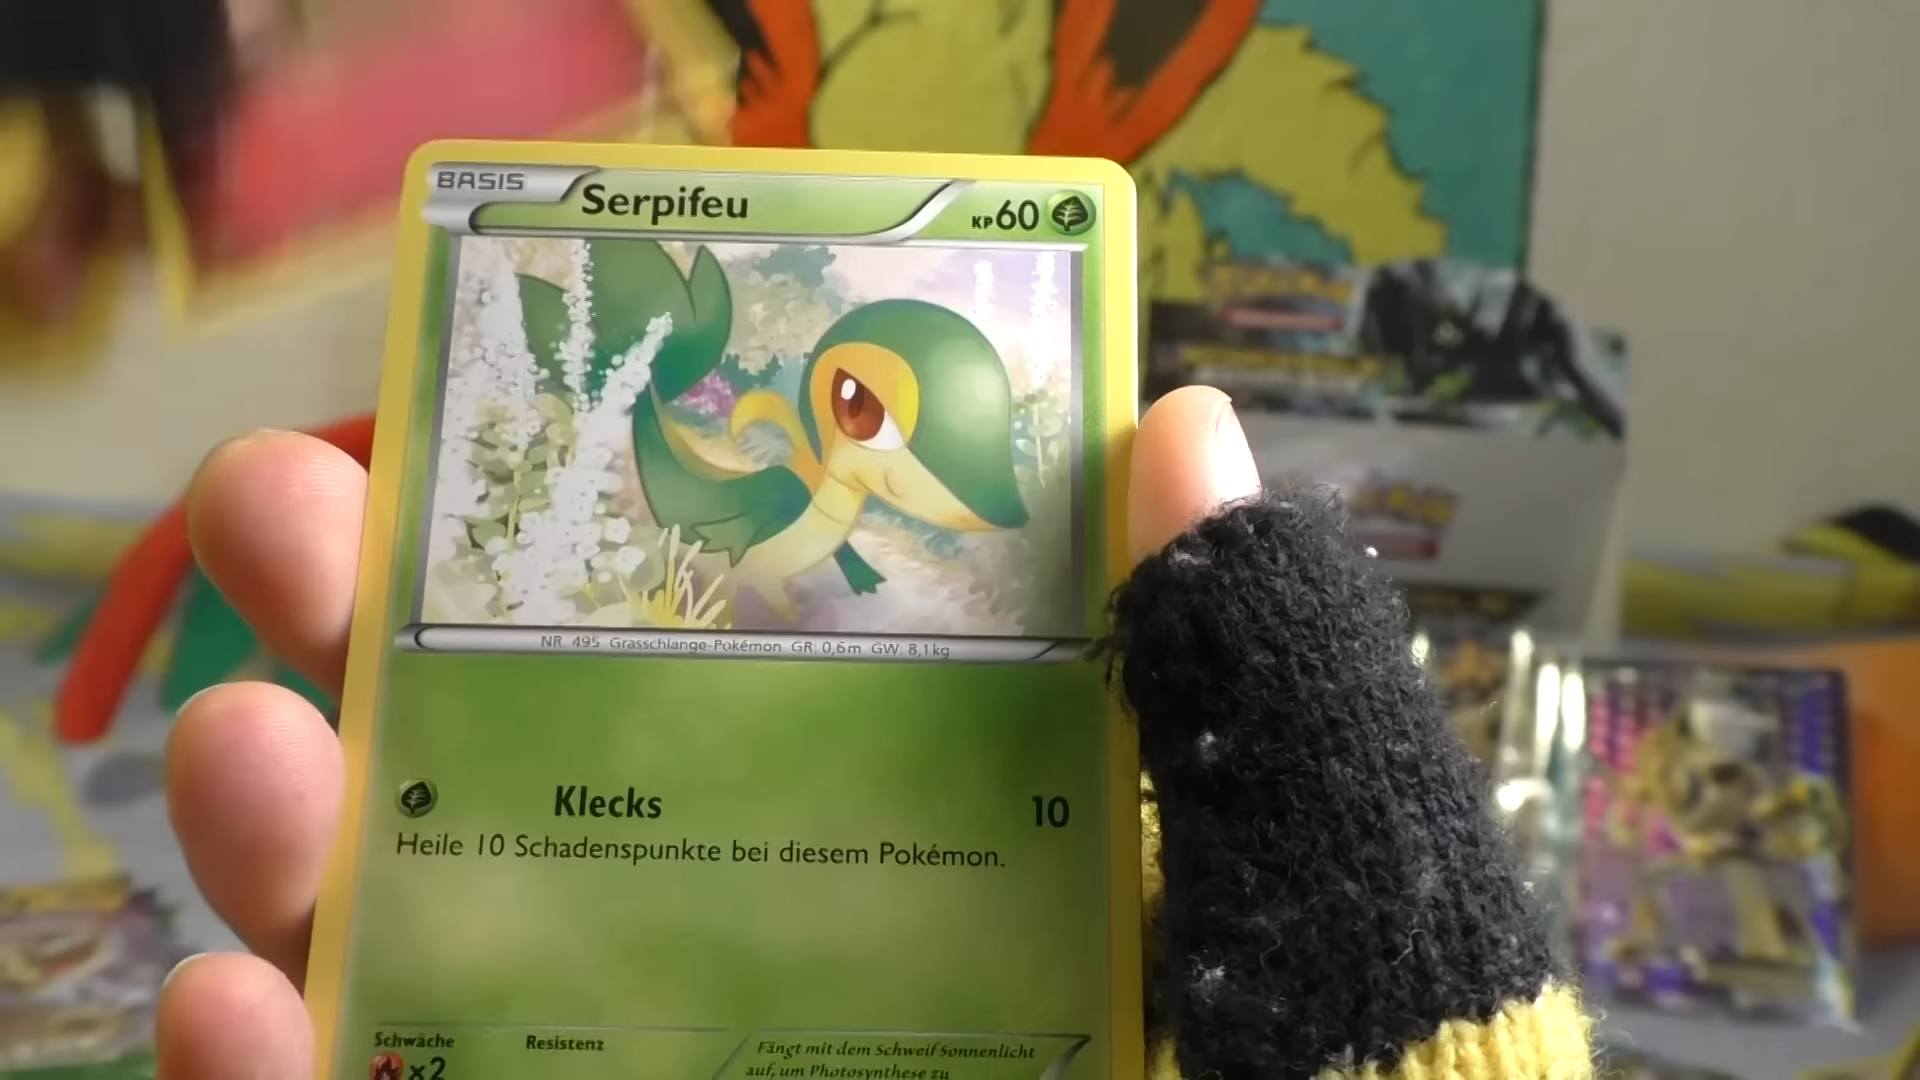 BASIS
Serpifeu
KP60
NR 495 Grasschlange-Pokémon GR: 0,6m GW: 8,1kg
Klecks
10
Heile 10 Schadenspunkte bei diesem Pokémon.
Schwäche
Resistenz
x2
Fängt mit dem Schweif Sonnenlicht
auf, um Photosynthese zu